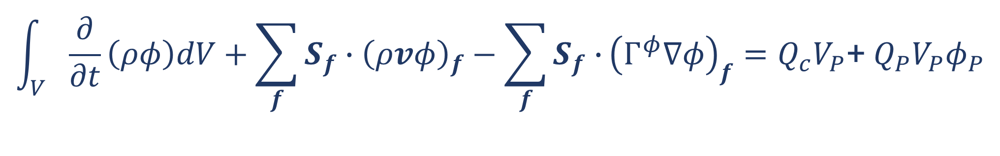 ∫_V ∂/∂t (ρϕ)dV + ∑_f S_f · (ρvϕ)_f − ∑_f S_f · (Γ^ϕ ∇ϕ)_f = Q_c V_P + Q_P V_P ϕ_P